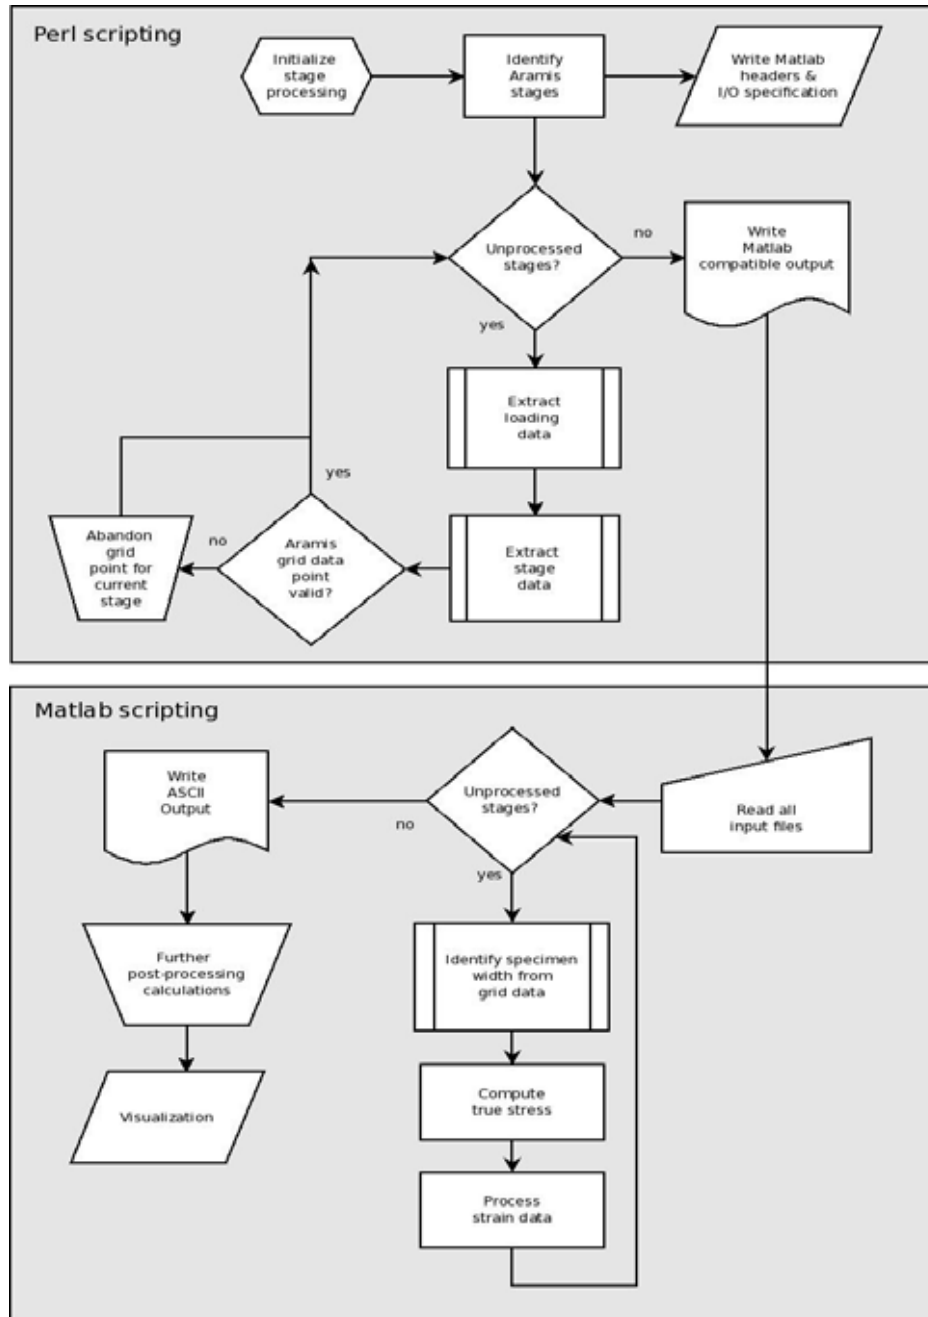 Perl scripting
Initialize
stage
processing
Identify
Aramis
stages
Write Matlab
headers &
I/O specification
Unprocessed
stages?
no
Write
Matlab
compatible output
yes
Extract
loading
data
Extract
stage
data
yes
Aramis
grid data
point
valid?
no
Abandon
grid
point for
current
stage
Matlab scripting
Read all
input files
Unprocessed
stages?
no
Write
ASCII
Output
yes
Identify specimen
width from
grid data
Further
post-processing
calculations
Compute
true stress
Visualization
Process
strain data